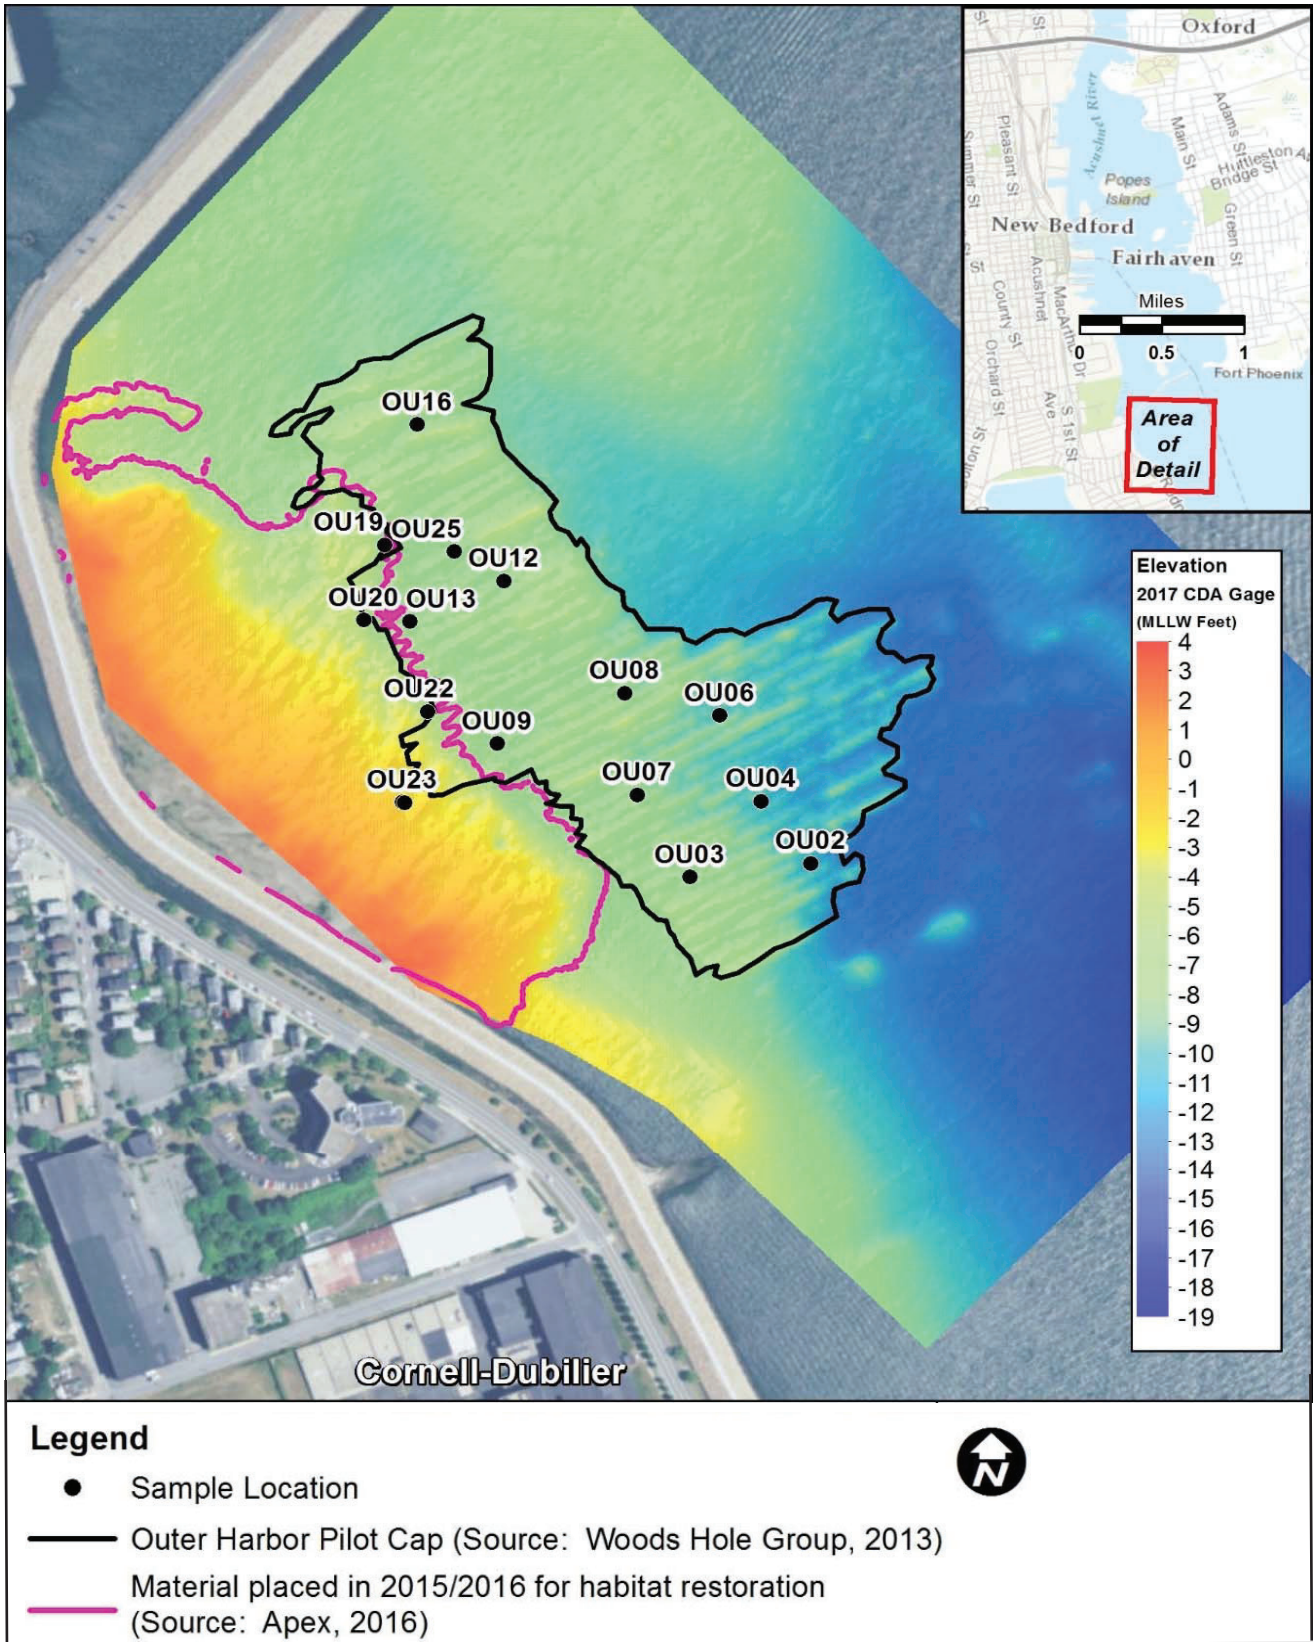 St
St
Oxford
Acushnet River
Main St
Adams St
Huttleston A
Bridge St
Pleasant St
Summer St
Popes
Island
New Bedford
Green St
Fairhaven
St
Acushnet
Ave
MacArthur Dr
County St
Orchard St
S 1st St
Miles
0 0.5 1
Fort Phoenix
Area
of
Detail
OU16
OU19
OU25
OU12
OU20
OU13
OU08
OU22
OU06
OU09
OU23
OU07
OU04
OU03
OU02
Elevation
2017 CDA Gage
(MLLW Feet)
4
3
2
1
0
-1
-2
-3
-4
-5
-6
-7
-8
-9
-10
-11
-12
-13
-14
-15
-16
-17
-18
-19
Cornell-Dubilier
Legend
N
Sample Location
Outer Harbor Pilot Cap (Source: Woods Hole Group, 2013)
Material placed in 2015/2016 for habitat restoration
(Source: Apex, 2016)